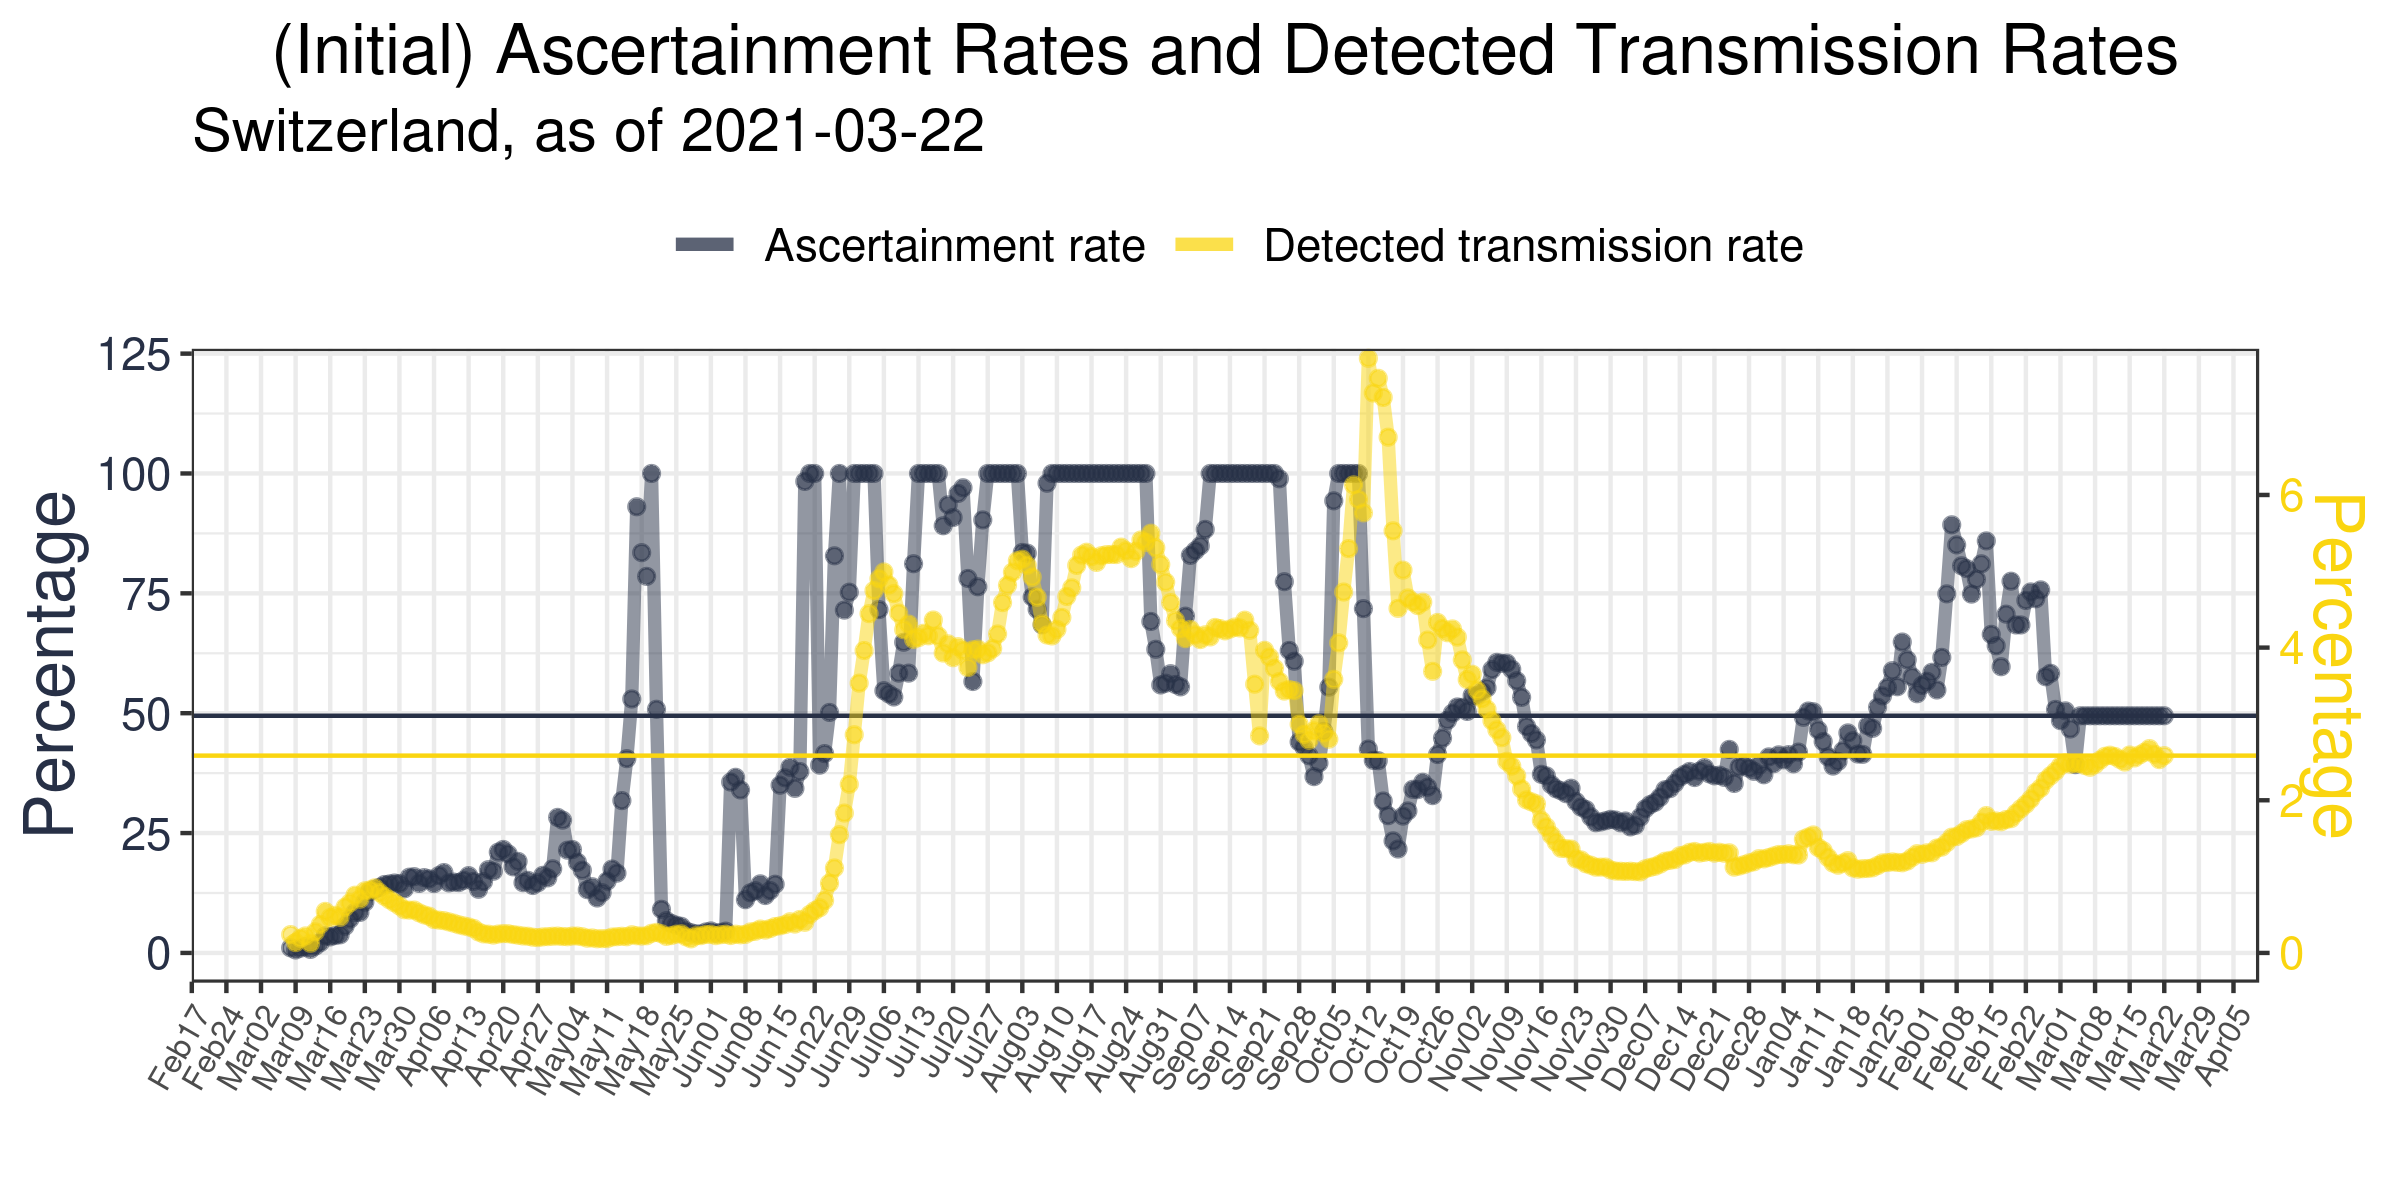 (Initial) Ascertainment Rates and Detected Transmission Rates
Switzerland, as of 2021-03-22
Ascertainment rate
Detected transmission rate
Percentage
125
100
75
50
25
0
6
4
2
0
Percentage
Feb17
Feb24
Mar02
Mar09
Mar16
Mar23
Mar30
Apr06
Apr13
Apr20
Apr27
May04
May11
May18
May25
Jun01
Jun08
Jun15
Jun22
Jun29
Jul06
Jul13
Jul20
Jul27
Aug03
Aug10
Aug17
Aug24
Aug31
Sep07
Sep14
Sep21
Sep28
Oct05
Oct12
Oct19
Oct26
Nov02
Nov09
Nov16
Nov23
Nov30
Dec07
Dec14
Dec21
Dec28
Jan04
Jan11
Jan18
Jan25
Feb01
Feb08
Feb15
Feb22
Mar01
Mar08
Mar15
Mar22
Mar29
Apr05